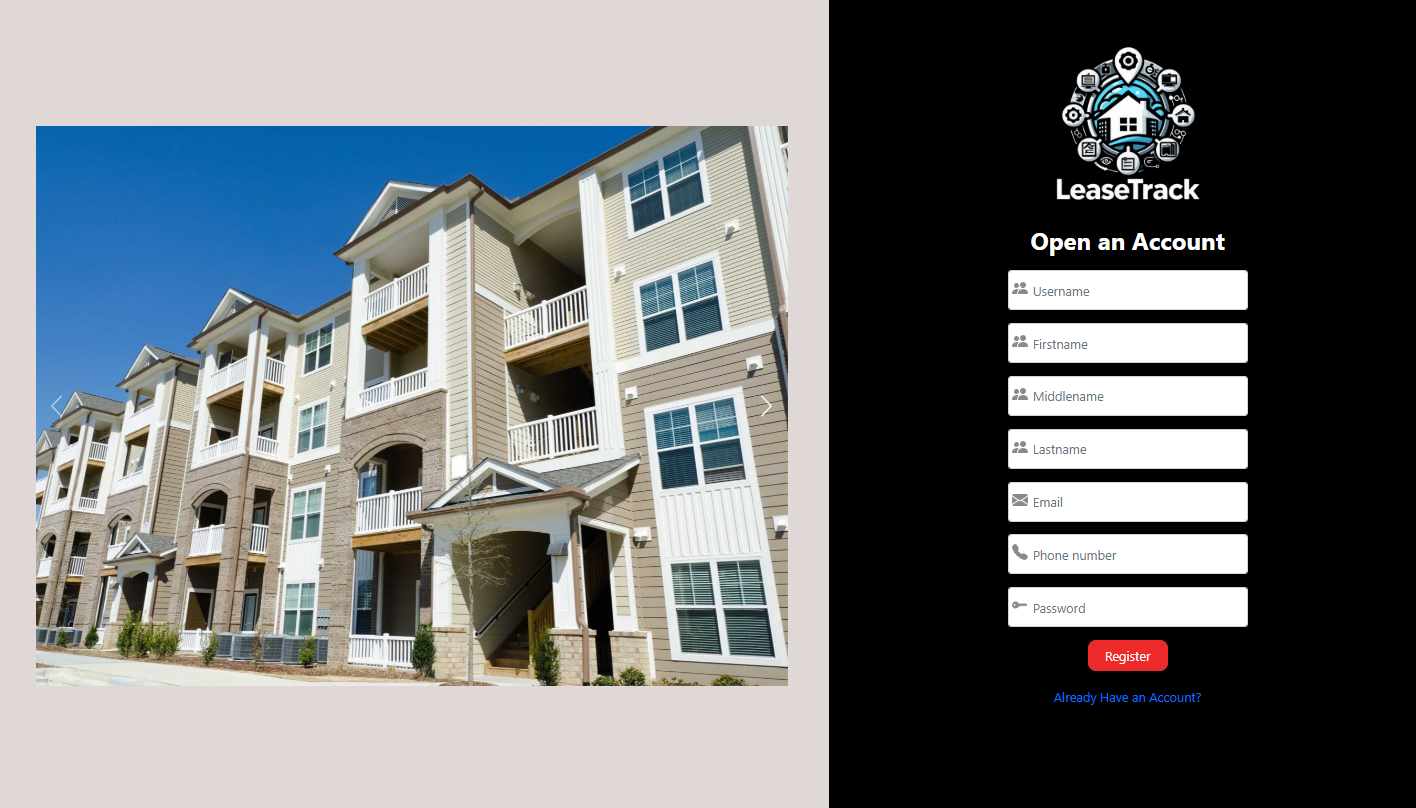 LeaseTrack
Open an Account
Username
Firstname
Middlename
Lastname
Email
Phone number
Password
Register
Already Have an Account?